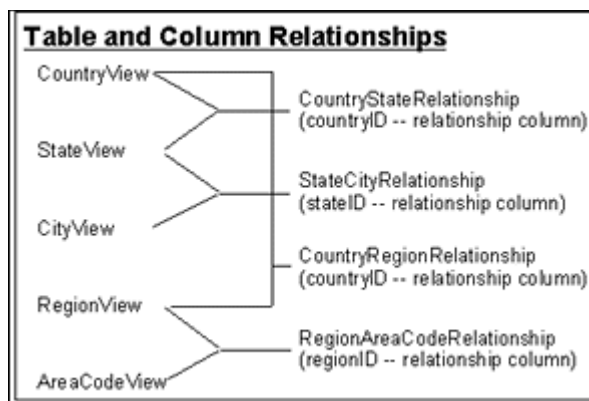 Table and Column Relationships
CountryView
CountryStateRelationship
(countryID -- relationship column)
StateView
StateCityRelationship
(stateID -- relationship column)
CityView
CountryRegionRelationship
(countryID -- relationship column)
RegionView
RegionAreaCodeRelationship
(regionID -- relationship column)
AreaCodeView